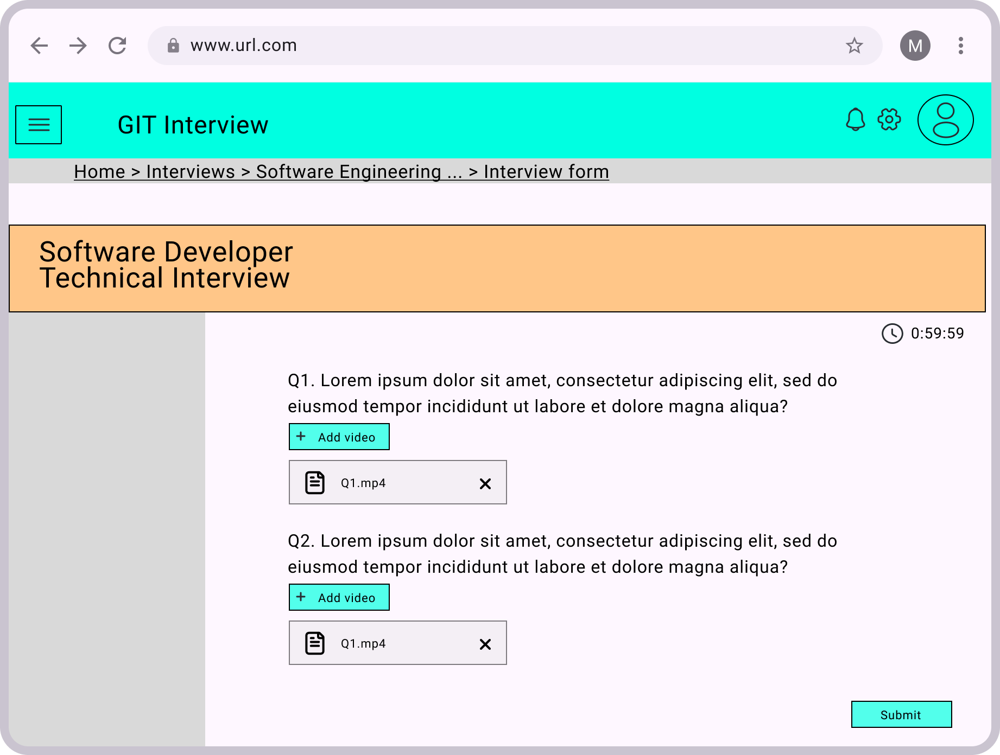 www.url.com
M
GIT Interview
Home > Interviews > Software Engineering ... > Interview form
Software Developer
Technical Interview
0:59:59
Q1. Lorem ipsum dolor sit amet, consectetur adipiscing elit, sed do
eiusmod tempor incididunt ut labore et dolore magna aliqua?
+ Add video
Q1.mp4
Q2. Lorem ipsum dolor sit amet, consectetur adipiscing elit, sed do
eiusmod tempor incididunt ut labore et dolore magna aliqua?
+ Add video
Q1.mp4
Submit